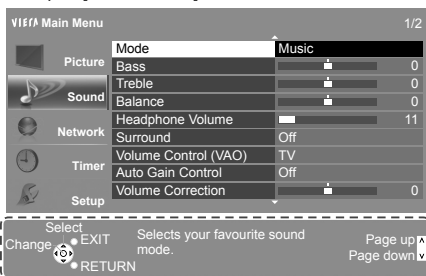 VIErA Main Menu 1/2
Picture
Sound
Network
Timer
Setup
Mode Music
Bass 0
Treble 0
Balance 0
Headphone Volume 11
Surround Off
Volume Control (VAO) TV
Auto Gain Control Off
Volume Correction 0
Select
Change
EXIT
RETURN
Selects your favourite sound
mode.
Page up
Page down